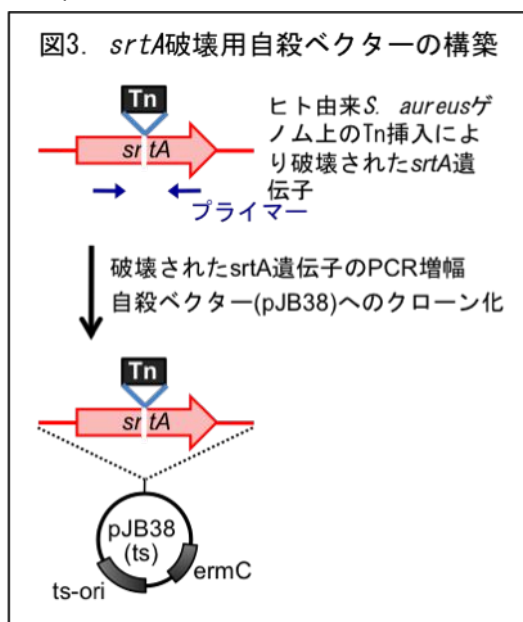 図3. srtA破壊用自殺ベクターの構築
Tn
srtA
ヒト由来S. aureusゲ
ノム上のTn挿入によ
り破壊されたsrtA遺
伝子
プライマー
破壊されたsrtA遺伝子のPCR増幅
自殺ベクター(pJB38)へのクローン化
Tn
srtA
pJB38
(ts)
ermC
ts-ori